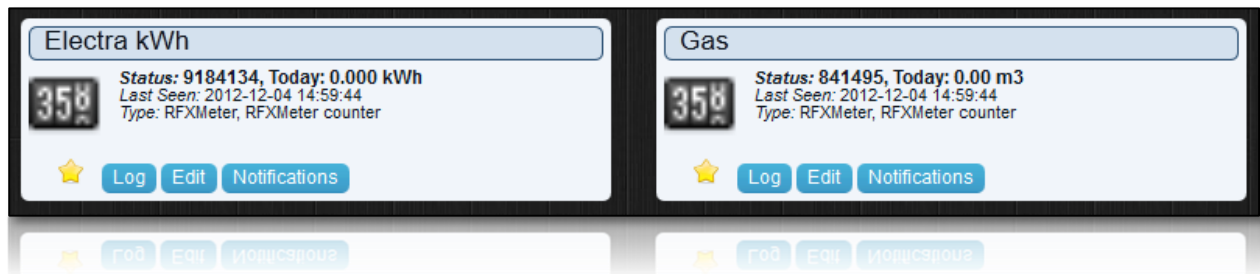 Electra kWh
Status: 9184134, Today: 0.000 kWh
Last Seen: 2012-12-04 14:59:44
Type: RFXMeter, RFXMeter counter
Log Edit Notifications
Gas
Status: 841495, Today: 0.00 m3
Last Seen: 2012-12-04 14:59:44
Type: RFXMeter, RFXMeter counter
Log Edit Notifications